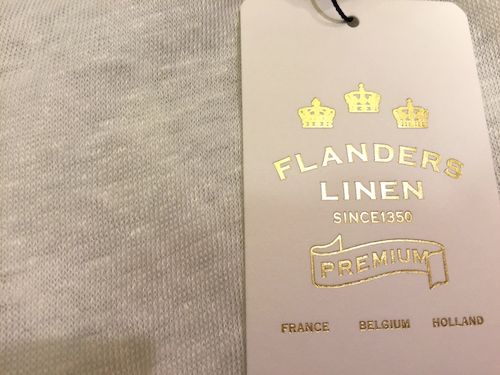 FLANDERS
LINEN
SINCE1350
PREMIUM
FRANCE BELGIUM HOLLAND